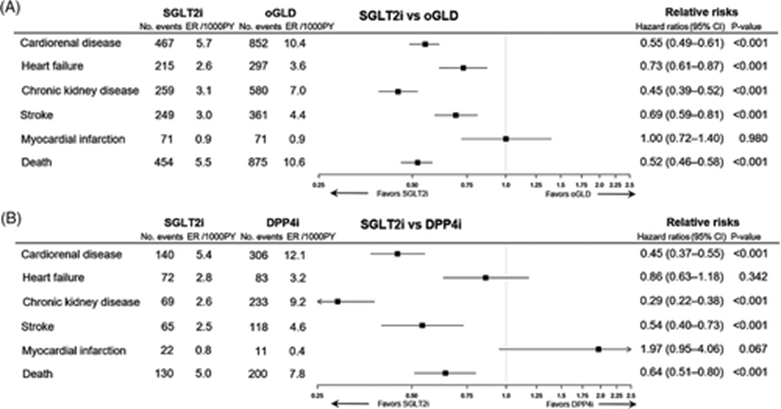 (A)
SGLT2i oGLD SGLT2i vs oGLD Relative risks
No. events ER /1000PY No. events ER /1000PY Hazard ratios (95% CI) P-value
Cardiorenal disease 467 5.7 852 10.4 0.55 (0.49–0.61) <0.001
Heart failure 215 2.6 297 3.6 0.73 (0.61–0.87) <0.001
Chronic kidney disease 259 3.1 580 7.0 0.45 (0.39–0.52) <0.001
Stroke 249 3.0 361 4.4 0.69 (0.59–0.81) <0.001
Myocardial infarction 71 0.9 71 0.9 1.00 (0.72–1.40) 0.980
Death 454 5.5 875 10.6 0.52 (0.46–0.58) <0.001
0.25 0.50 0.75 1.0 1.25 1.5 1.75 2.0 2.2 2.5
Favors SGLT2i Favors oGLD
(B)
SGLT2i DPP4i SGLT2i vs DPP4i Relative risks
No. events ER /1000PY No. events ER /1000PY Hazard ratios (95% CI) P-value
Cardiorenal disease 140 5.4 306 12.1 0.45 (0.37–0.55) <0.001
Heart failure 72 2.8 83 3.2 0.86 (0.63–1.18) 0.342
Chronic kidney disease 69 2.6 233 9.2 0.29 (0.22–0.38) <0.001
Stroke 65 2.5 118 4.6 0.54 (0.40–0.73) <0.001
Myocardial infarction 22 0.8 11 0.4 1.97 (0.95–4.06) 0.067
Death 130 5.0 200 7.8 0.64 (0.51–0.80) <0.001
0.25 0.50 0.75 1.0 1.25 1.5 1.75 2.0 2.2 2.5
Favors SGLT2i Favors DPP4i